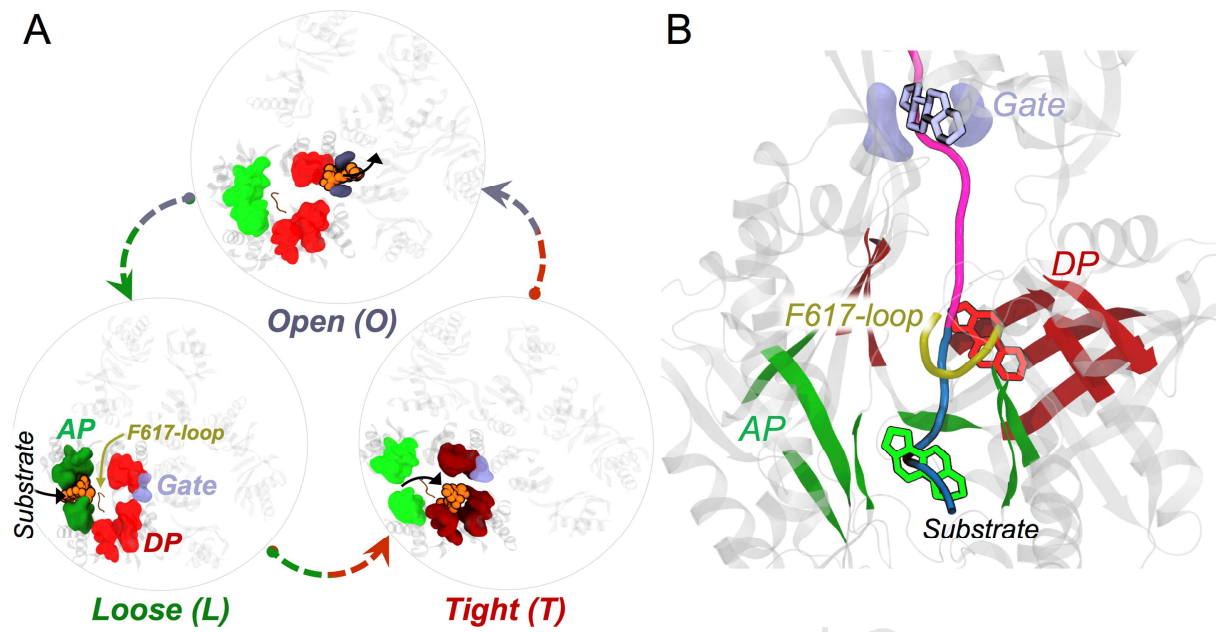 A
Open (O)
AP
F617-loop
Substrate
Gate
DP
Loose (L)
Tight (T)
B
Gate
DP
F617-loop
AP
Substrate